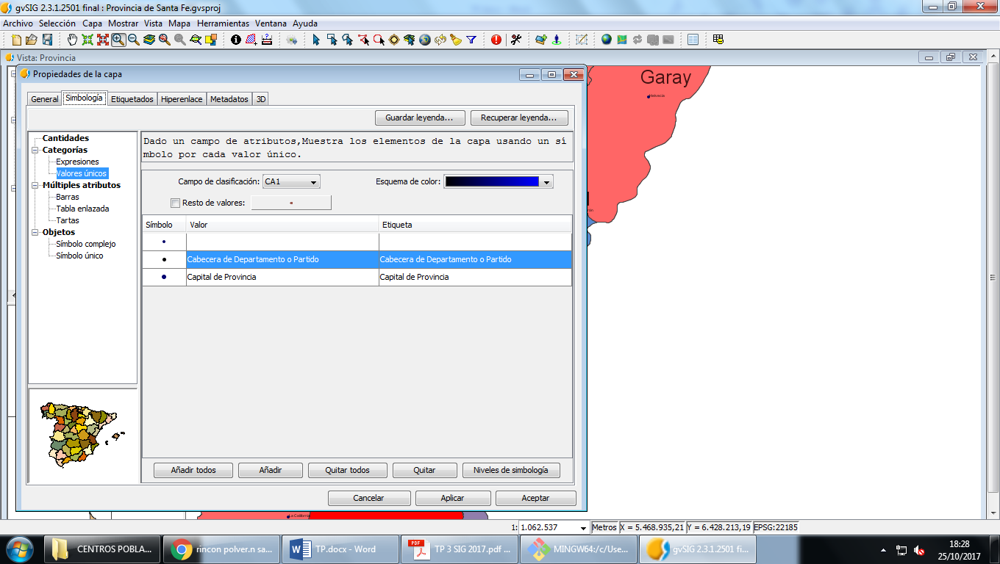 gvSIG 2.3.1.2501 final : Provincia de Santa Fe.gvsproj
Archivo Selección Capa Mostrar Vista Mapa Herramientas Ventana Ayuda
Vista: Provincia
Propiedades de la capa
General Simbología Etiquetados Hiperenlace Metadatos 3D
Guardar leyenda... Recuperar leyenda...
Cantidades
Categorías
Expresiones
Valores únicos
Múltiples atributos
Barras
Tabla enlazada
Tartas
Objetos
Símbolo complejo
Símbolo único
Dado un campo de atributos,Muestra los elementos de la capa usando un sí
mbolo por cada valor único.
Campo de clasificación: CA1 Esquema de color:
Resto de valores:
Símbolo Valor Etiqueta
Cabecera de Departamento o Partido Cabecera de Departamento o Partido
Capital de Provincia Capital de Provincia
Añadir todos Añadir Quitar todos Quitar Niveles de simbología
Cancelar Aplicar Aceptar
Garay
Helvecia
La California
1: 1.062.537 Metros X = 5.468.935,21 Y = 6.428.213,19 EPSG:22185
CENTROS POBLA... rincon polver.n sa... TP.docx - Word PDF TP 3 SIG 2017.pdf ... MINGW64:/c/Use... gvSIG 2.3.1.2501 fi...
18:28
25/10/2017